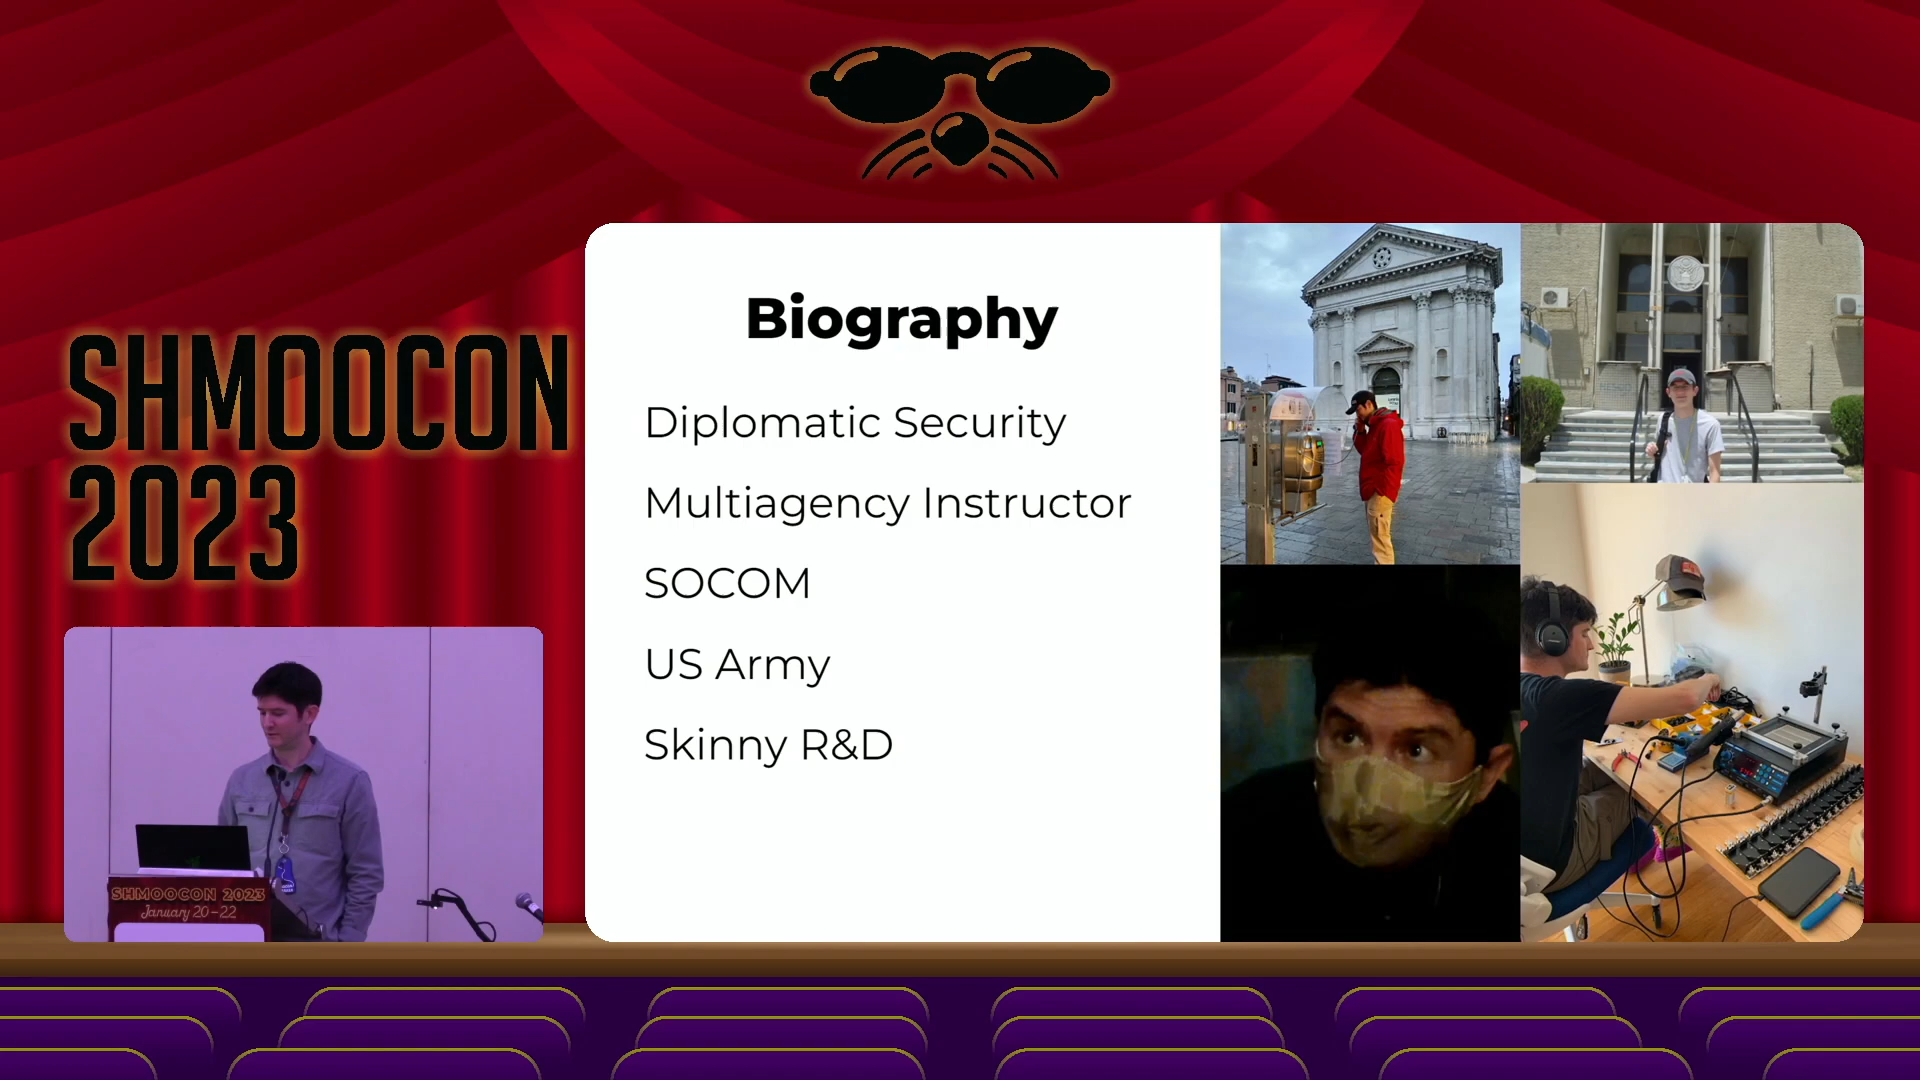 SHMOOCON
2023
Biography
Diplomatic Security
Multiagency Instructor
SOCOM
US Army
Skinny R&D
SHMOOCON 2023
January 20-22